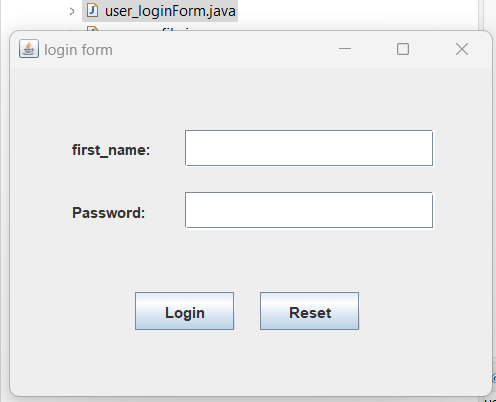 user_loginForm.java
login form
first_name:
Password:
Login Reset